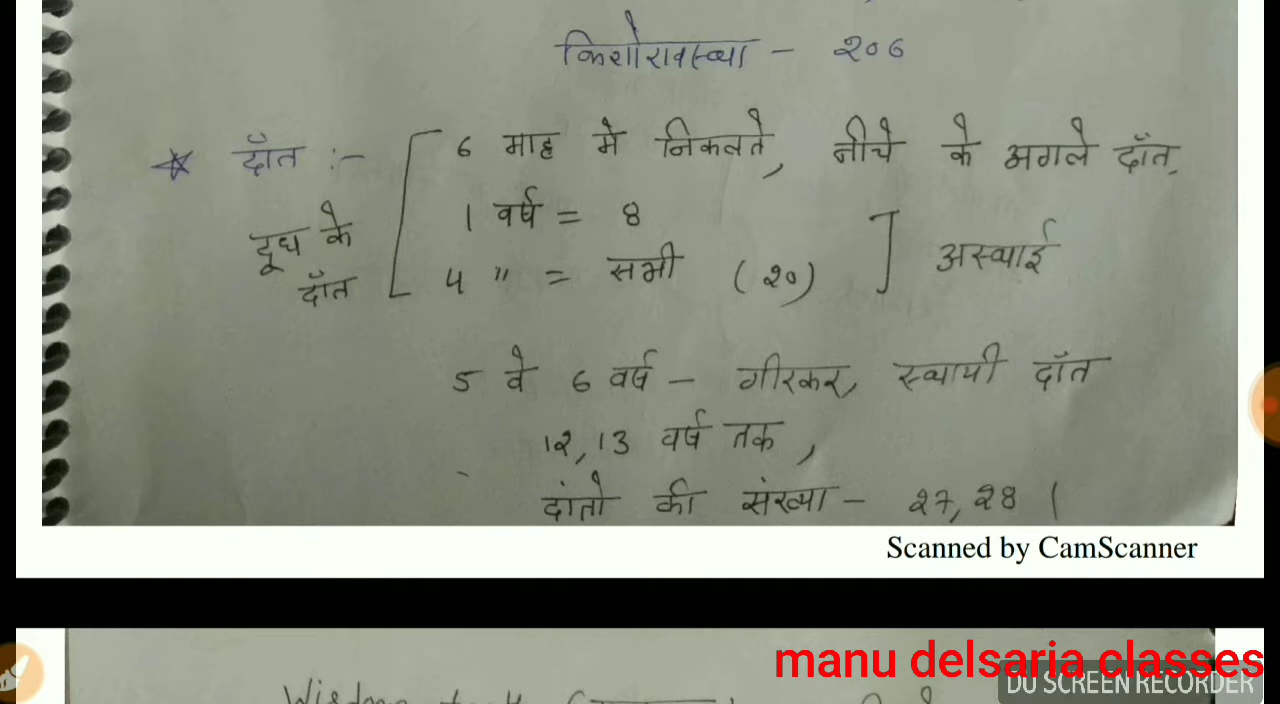 किशोरावस्था - 206
* दाँत :- 6 माह मे निकलते, नीचे के अगले दाँत,
दूध के दाँत
1 वर्ष = 8
4 " = सभी (20) अस्थाई
5 वे 6 वर्ष - गीरकर, स्थायी दाँत
12, 13 वर्ष तक,
दांतो की संख्या - 27, 28 |
Scanned by CamScanner
manu delsaria classes
DU SCREEN RECORDER